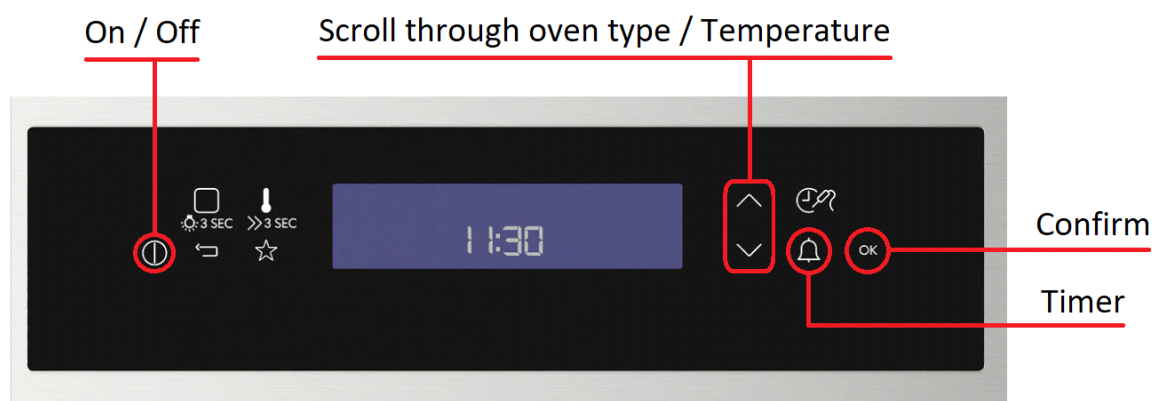 On / Off
Scroll through oven type / Temperature
3 SEC
3 SEC
11:30
OK
Confirm
Timer